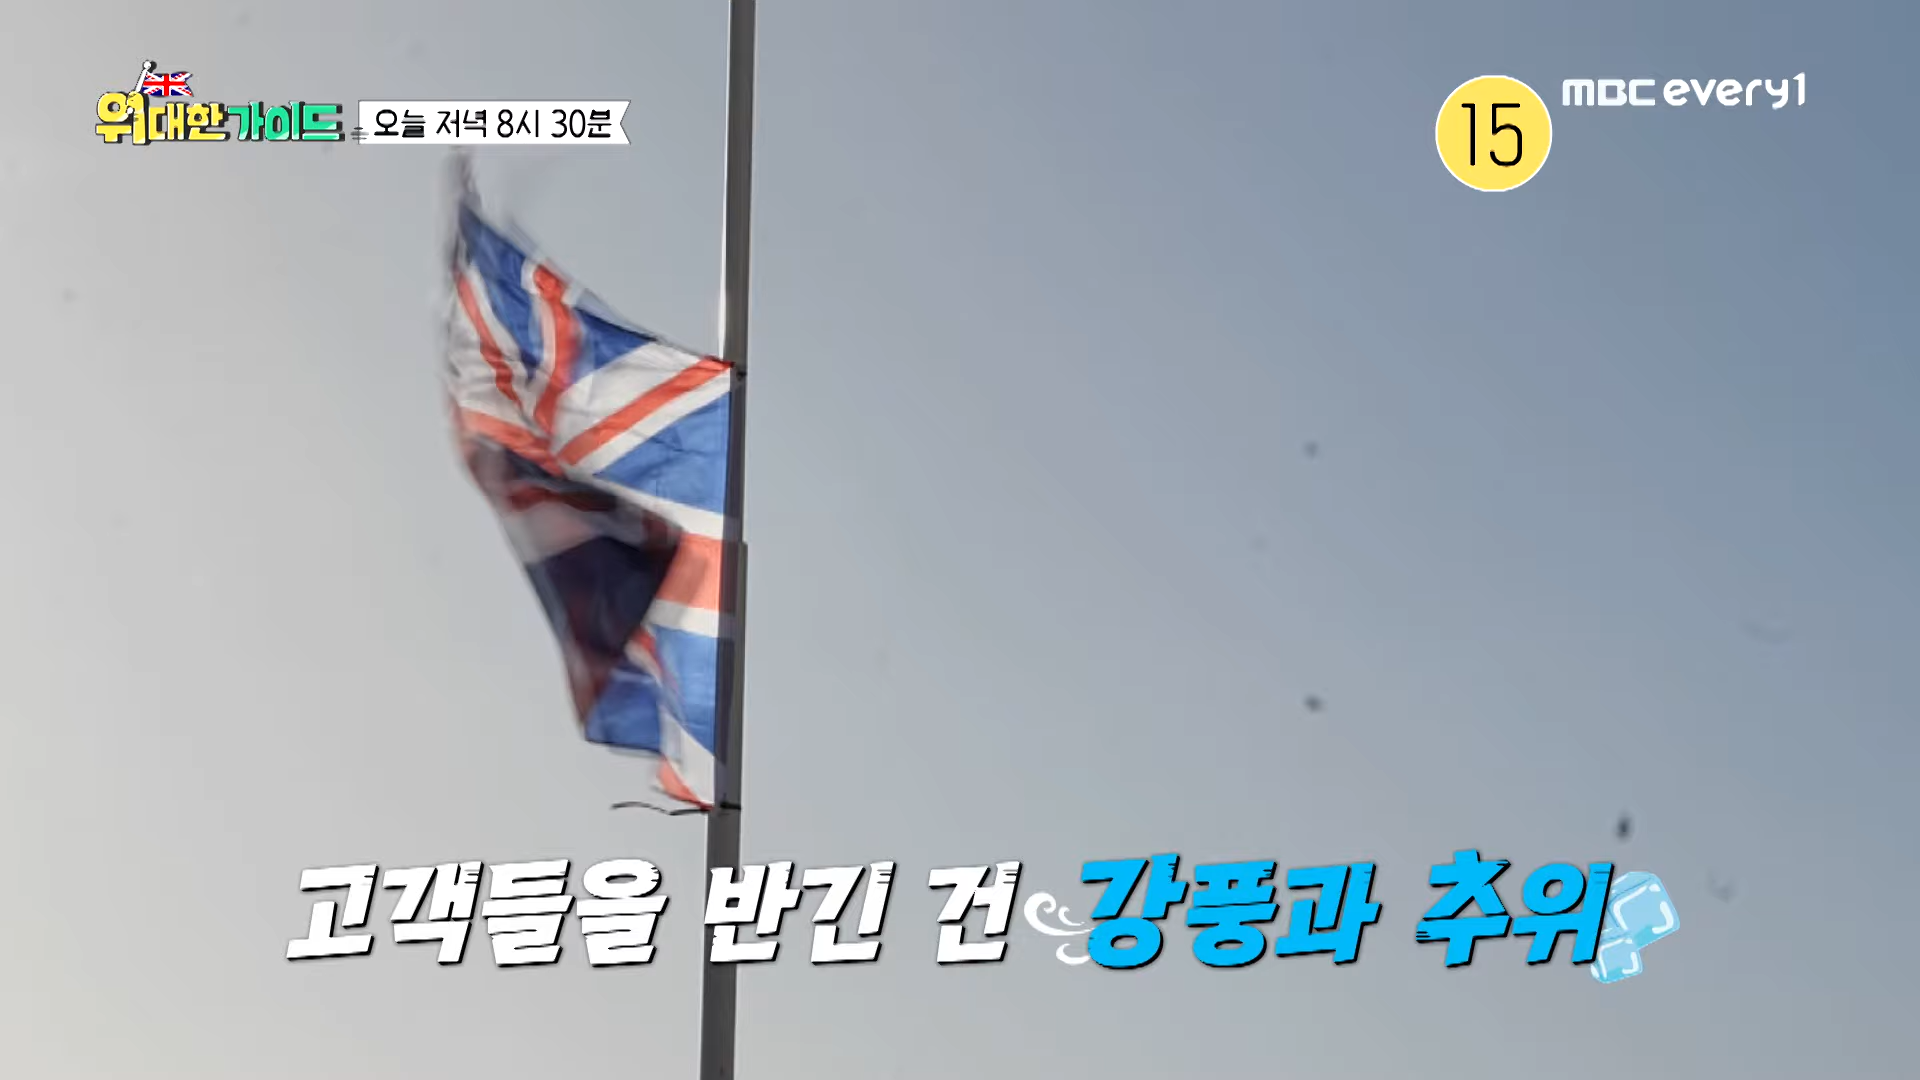 위대한 가이드
오늘 저녁 8시 30분
15
MBC every1
고객들을 반긴 건 강풍과 추위